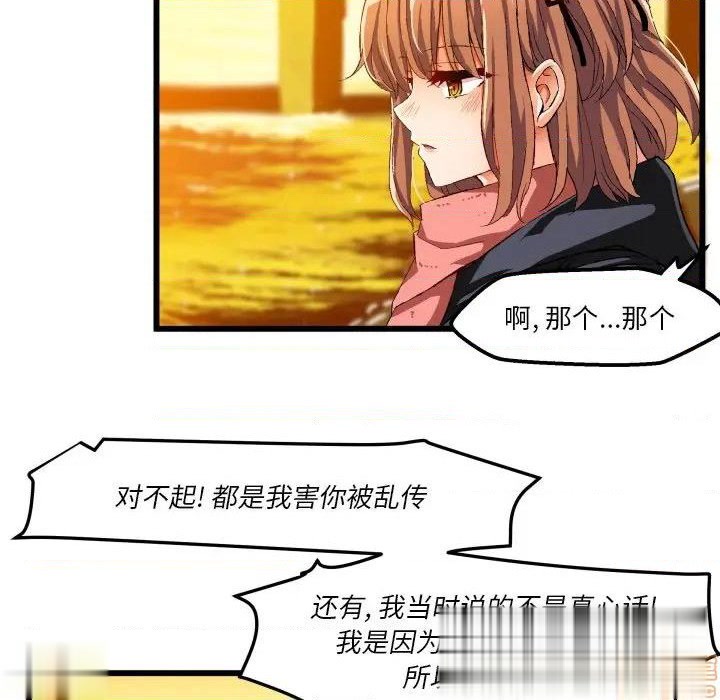 啊, 那个...那个
对不起! 都是我害你被乱传
还有, 我当时说的不是真心话!
我是因为
所以